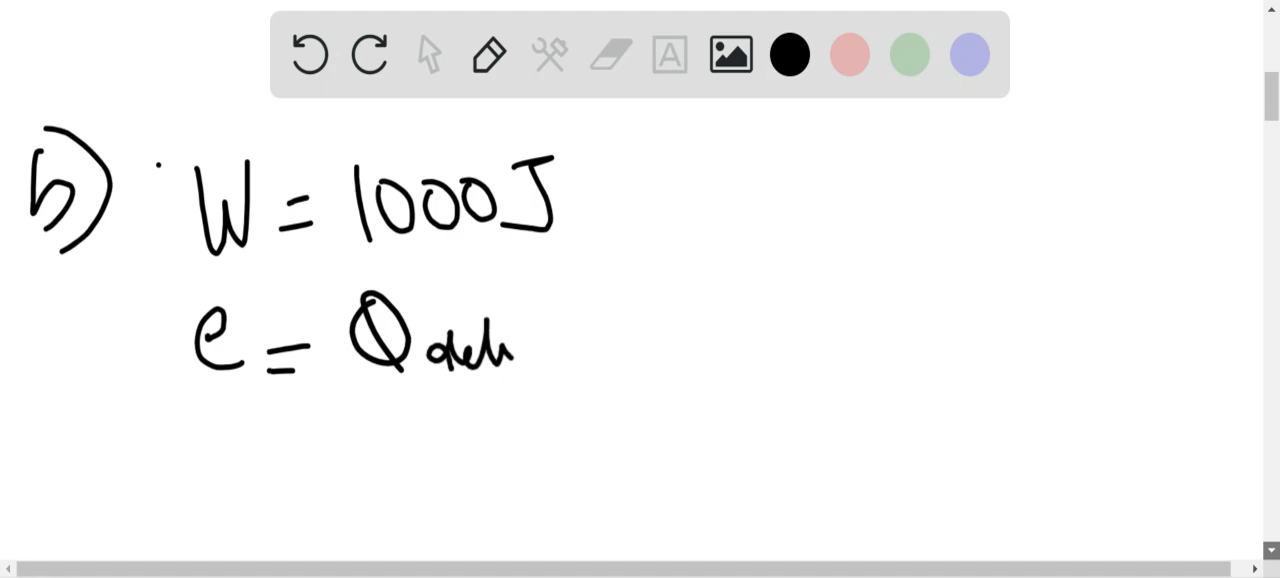 b) W = 1000J
e = Q